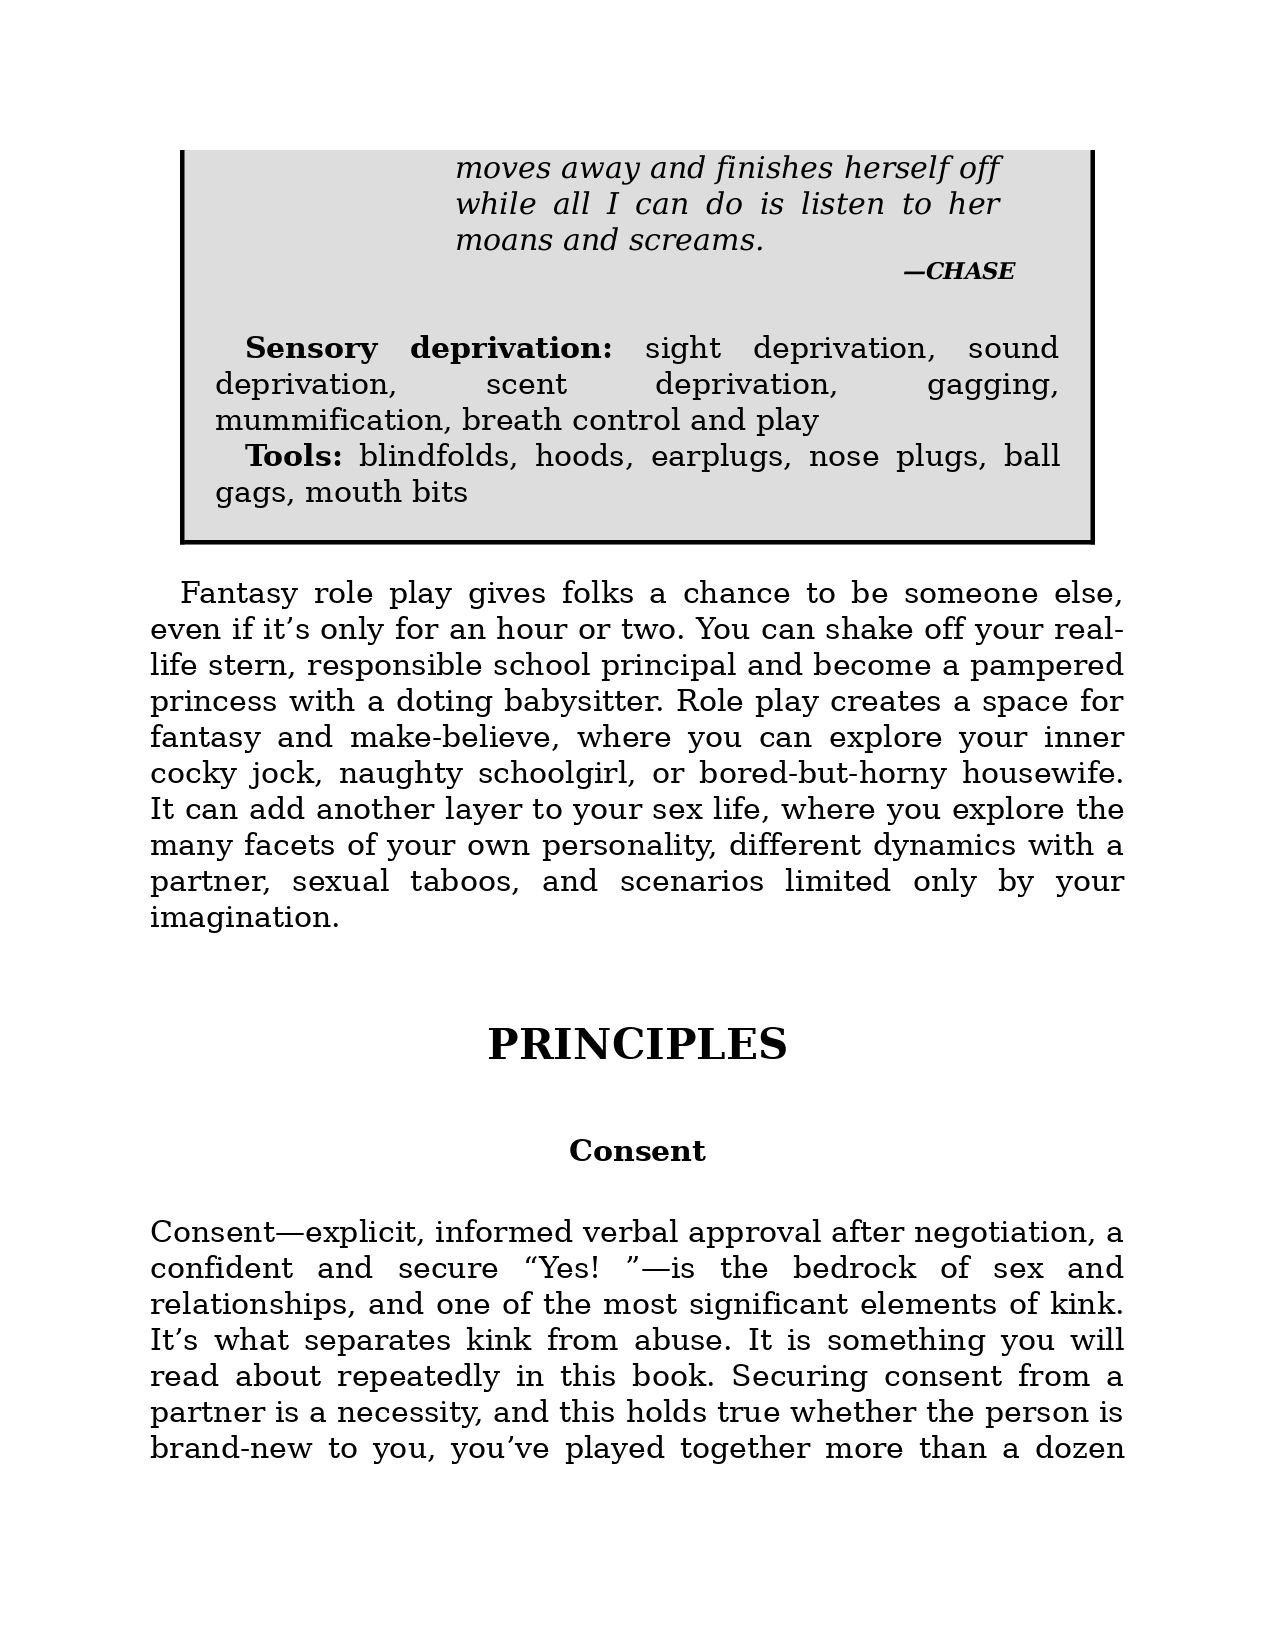 moves away and finishes herself off
while all I can do is listen to her
moans and screams.
—CHASE
Sensory deprivation: sight deprivation, sound
deprivation, scent deprivation, gagging,
mummification, breath control and play
Tools: blindfolds, hoods, earplugs, nose plugs, ball
gags, mouth bits
Fantasy role play gives folks a chance to be someone else,
even if it’s only for an hour or two. You can shake off your real-
life stern, responsible school principal and become a pampered
princess with a doting babysitter. Role play creates a space for
fantasy and make-believe, where you can explore your inner
cocky jock, naughty schoolgirl, or bored-but-horny housewife.
It can add another layer to your sex life, where you explore the
many facets of your own personality, different dynamics with a
partner, sexual taboos, and scenarios limited only by your
imagination.
PRINCIPLES
Consent
Consent—explicit, informed verbal approval after negotiation, a
confident and secure “Yes! ”—is the bedrock of sex and
relationships, and one of the most significant elements of kink.
It’s what separates kink from abuse. It is something you will
read about repeatedly in this book. Securing consent from a
partner is a necessity, and this holds true whether the person is
brand-new to you, you’ve played together more than a dozen